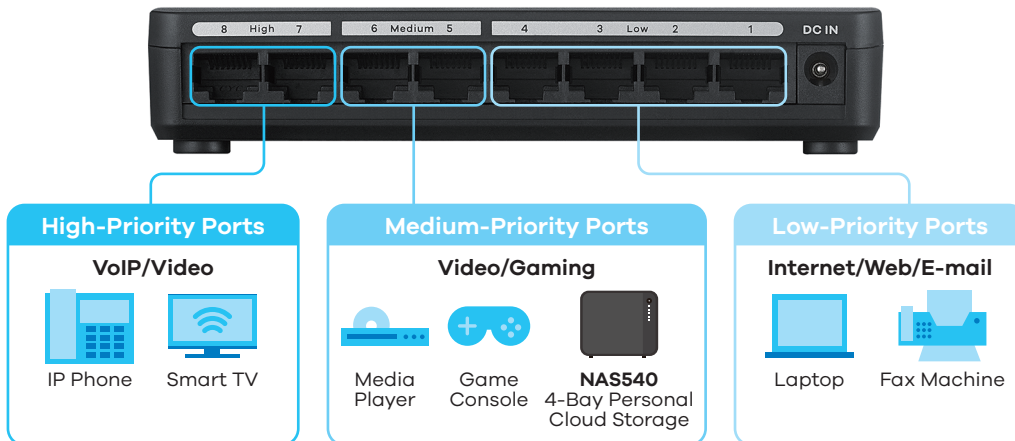 8 High 7 6 Medium 5 4 3 Low 2 1 DC IN
High-Priority Ports
VoIP/Video
IP Phone Smart TV
Medium-Priority Ports
Video/Gaming
Media
Player
Game
Console
NAS540
4-Bay Personal
Cloud Storage
Low-Priority Ports
Internet/Web/E-mail
Laptop Fax Machine